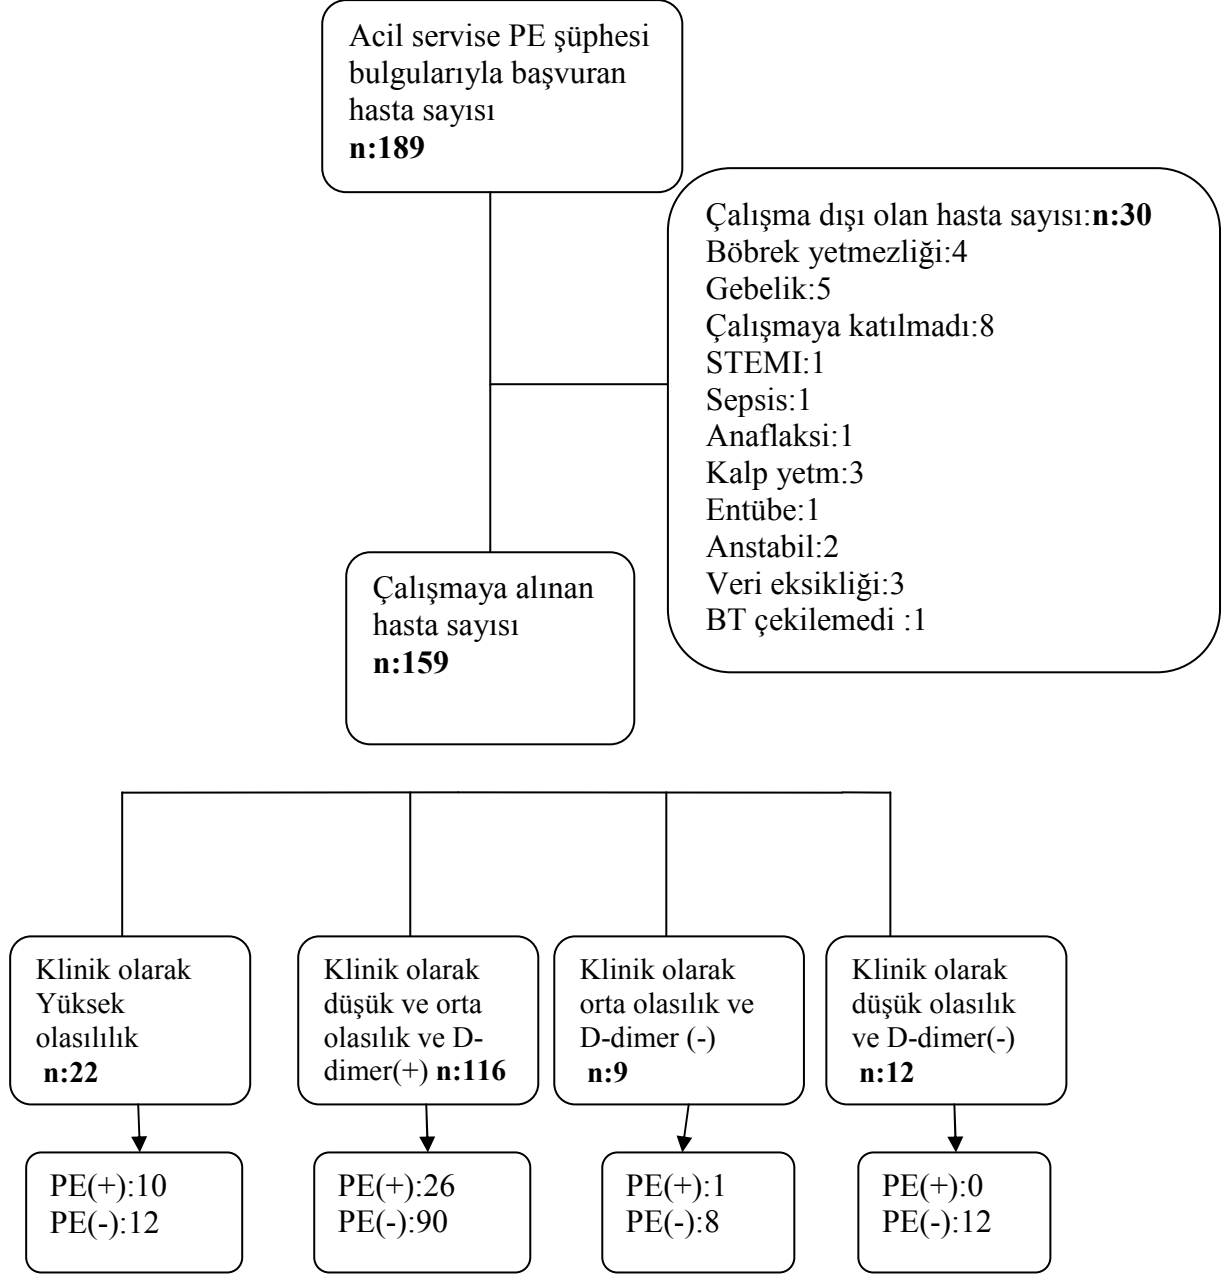 Acil servise PE şüphesi
bulgularıyla başvuran
hasta sayısı
n:189
Çalışma dışı olan hasta sayısı:n:30
Böbrek yetmezliği:4
Gebelik:5
Çalışmaya katılmadı:8
STEMI:1
Sepsis:1
Anaflaksi:1
Kalp yetm:3
Entübe:1
Anstabil:2
Veri eksikliği:3
BT çekilemedi :1
Çalışmaya alınan
hasta sayısı
n:159
Klinik olarak
Yüksek
olasılılık
n:22
Klinik olarak
düşük ve orta
olasılık ve D-
dimer(+) n:116
Klinik olarak
orta olasılık ve
D-dimer (-)
n:9
Klinik olarak
düşük olasılık
ve D-dimer(-)
n:12
PE(+):10
PE(-):12
PE(+):26
PE(-):90
PE(+):1
PE(-):8
PE(+):0
PE(-):12